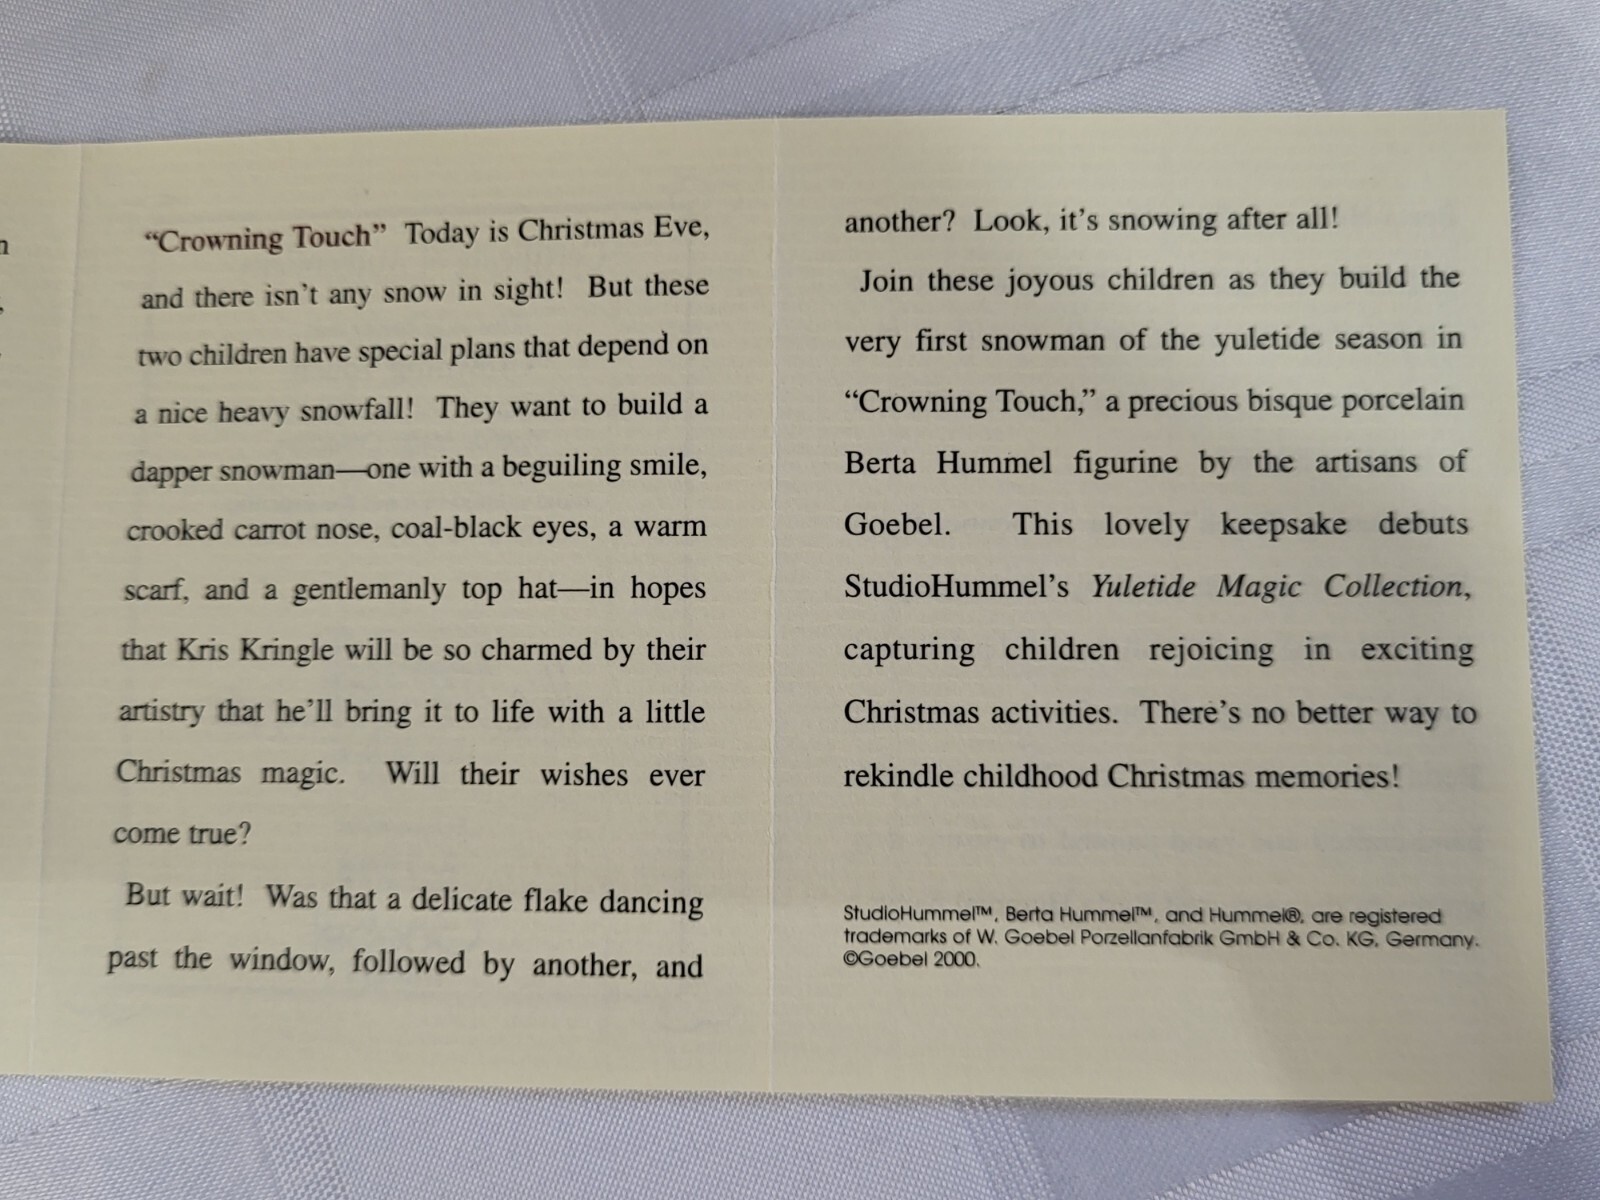 “Crowning Touch” Today is Christmas Eve,
and there isn’t any snow in sight! But these
two children have special plans that depend on
a nice heavy snowfall! They want to build a
dapper snowman—one with a beguiling smile,
crooked carrot nose, coal-black eyes, a warm
scarf, and a gentlemanly top hat—in hopes
that Kris Kringle will be so charmed by their
artistry that he’ll bring it to life with a little
Christmas magic. Will their wishes ever
come true?
But wait! Was that a delicate flake dancing
past the window, followed by another, and
another? Look, it’s snowing after all!
Join these joyous children as they build the
very first snowman of the yuletide season in
“Crowning Touch,” a precious bisque porcelain
Berta Hummel figurine by the artisans of
Goebel. This lovely keepsake debuts
StudioHummel’s Yuletide Magic Collection,
capturing children rejoicing in exciting
Christmas activities. There’s no better way to
rekindle childhood Christmas memories!
StudioHummel™, Berta Hummel™, and Hummel®, are registered
trademarks of W. Goebel Porzellanfabrik GmbH & Co. KG, Germany.
©Goebel 2000.